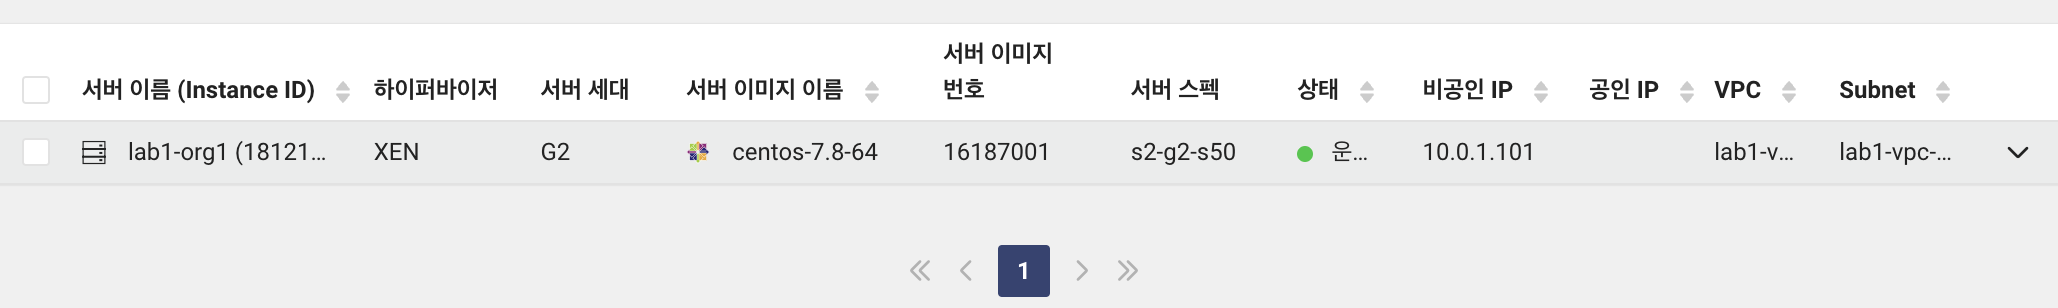 서버 이름 (Instance ID) 하이퍼바이저 서버 세대 서버 이미지 이름 서버 이미지 번호 서버 스펙 상태 비공인 IP 공인 IP VPC Subnet
lab1-org1 (18121... XEN G2 centos-7.8-64 16187001 s2-g2-s50 운... 10.0.1.101 lab1-v... lab1-vpc-...
1